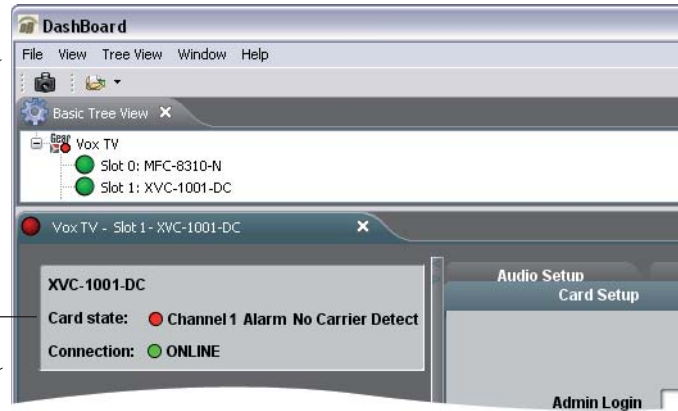 DashBoard
File View Tree View Window Help
Basic Tree View
Gear Vox TV
Slot 0: MFC-8310-N
Slot 1: XVC-1001-DC
Vox TV - Slot 1 - XVC-1001-DC
XVC-1001-DC
Card state: Channel 1 Alarm No Carrier Detect
Connection: ONLINE
Audio Setup
Card Setup
Admin Login